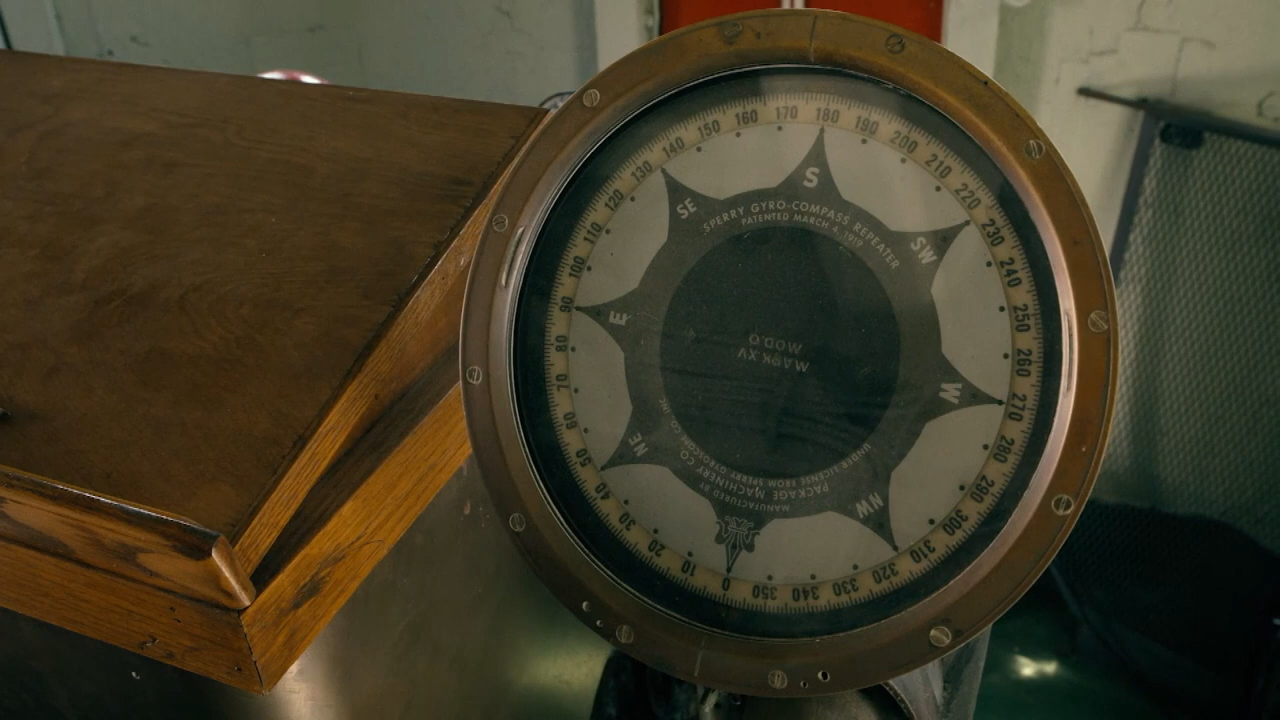 0 10 20 30 40 50 60 70 80 90 100 110 120 130 140 150 160 170 180 190 200 210 220 230 240 250 260 270 280 290 300 310 320 330 340 350
S
SW
W
NW
NE
E
SE
SPERRY GYRO-COMPASS REPEATER
PATENTED MARCH 4, 1919
MARK XV
MOD.O
MANUFACTURED BY
PACKAGE MACHINERY CO.
UNDER LICENSE FROM SPERRY GYROSCOPE CO. INC.